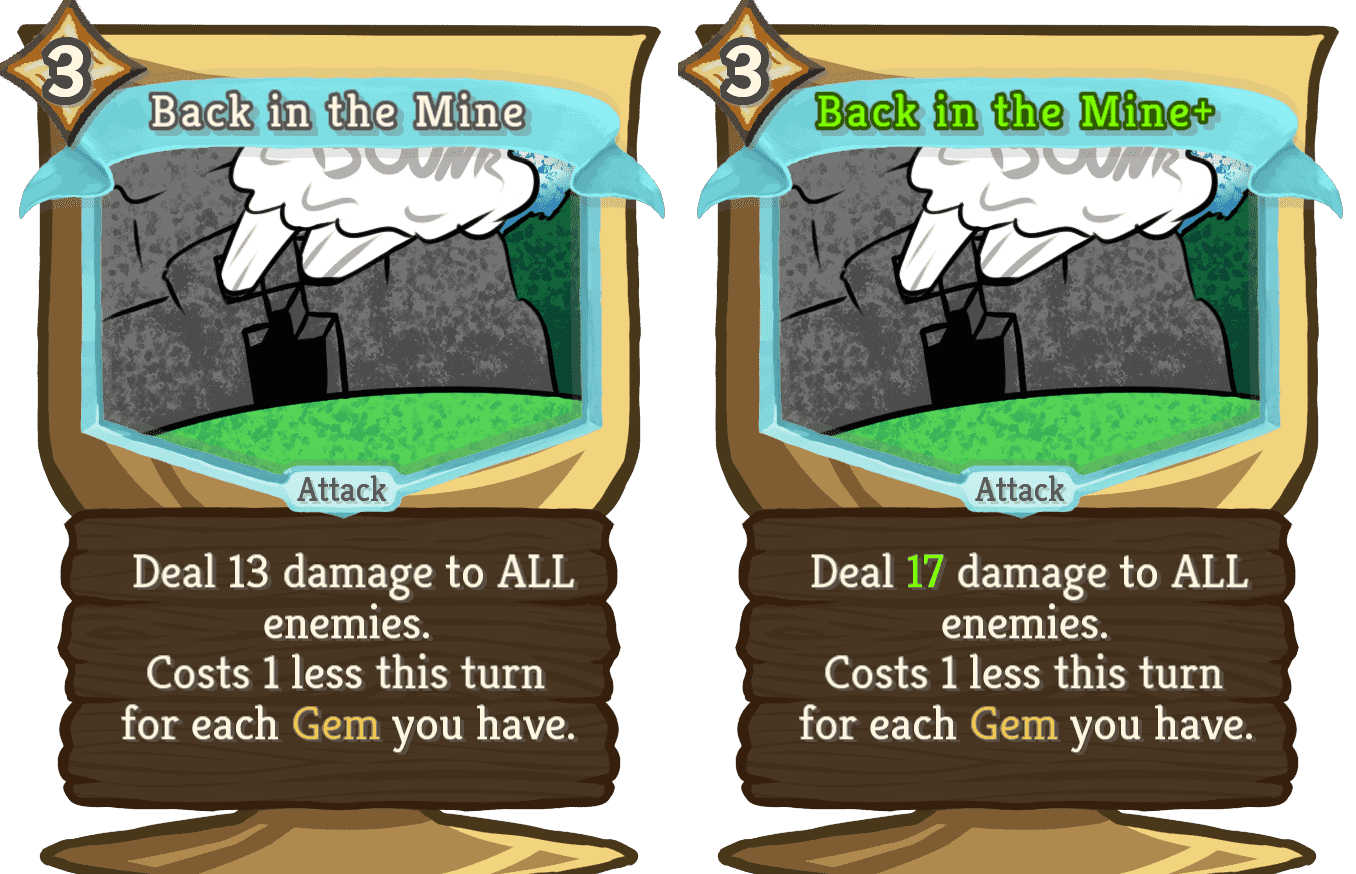 3
Back in the Mine
Attack
Deal 13 damage to ALL
enemies.
Costs 1 less this turn
for each Gem you have.
3
Back in the Mine+
Attack
Deal 17 damage to ALL
enemies.
Costs 1 less this turn
for each Gem you have.